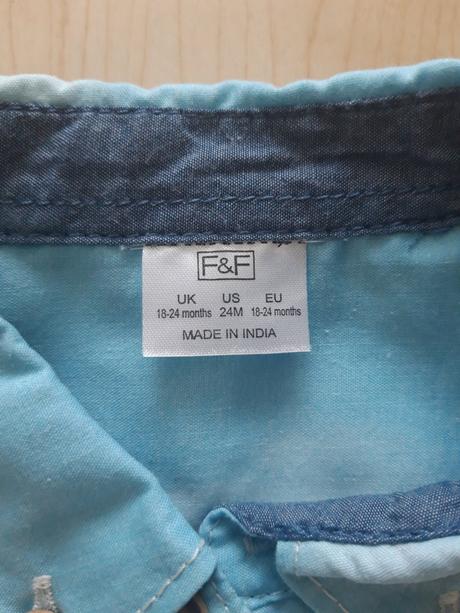 F&F
UK US EU
18-24 months 24M 18-24 months
MADE IN INDIA